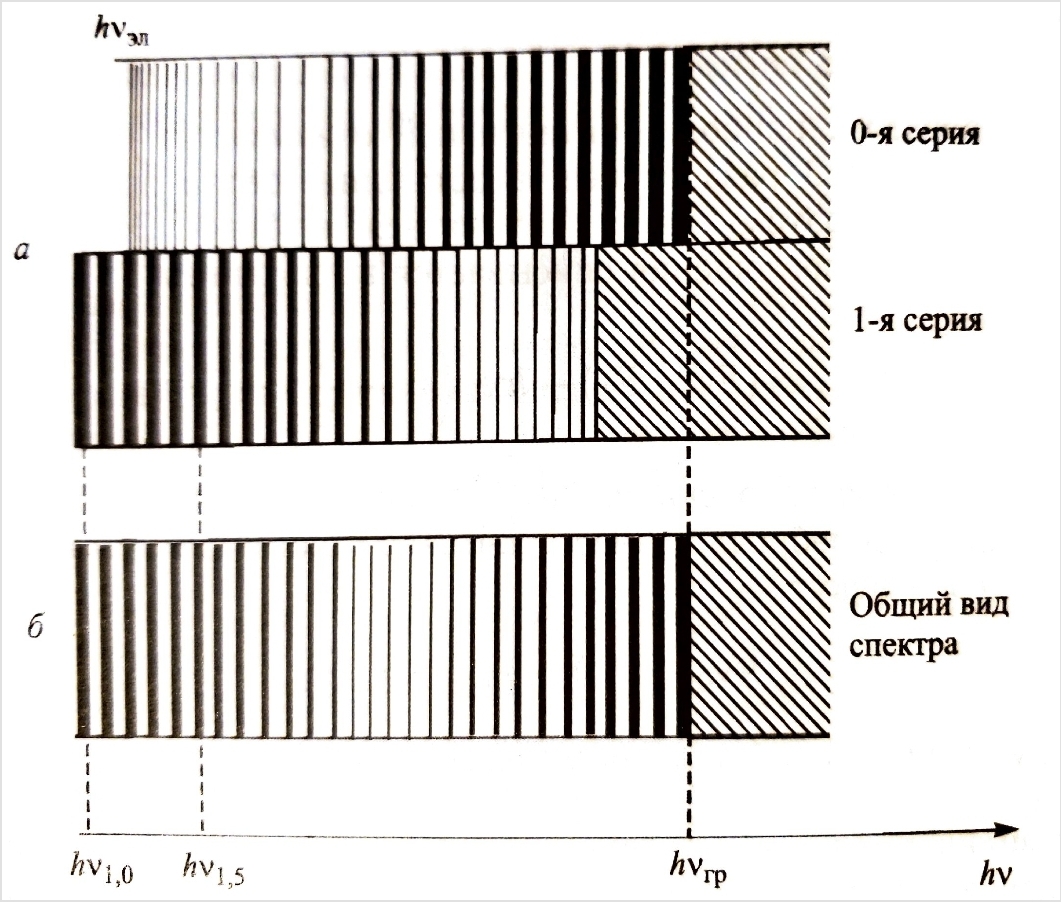 hνэл
0-я серия
а
1-я серия
б
Общий вид
спектра
hν1,0
hν1,5
hνгр
hν